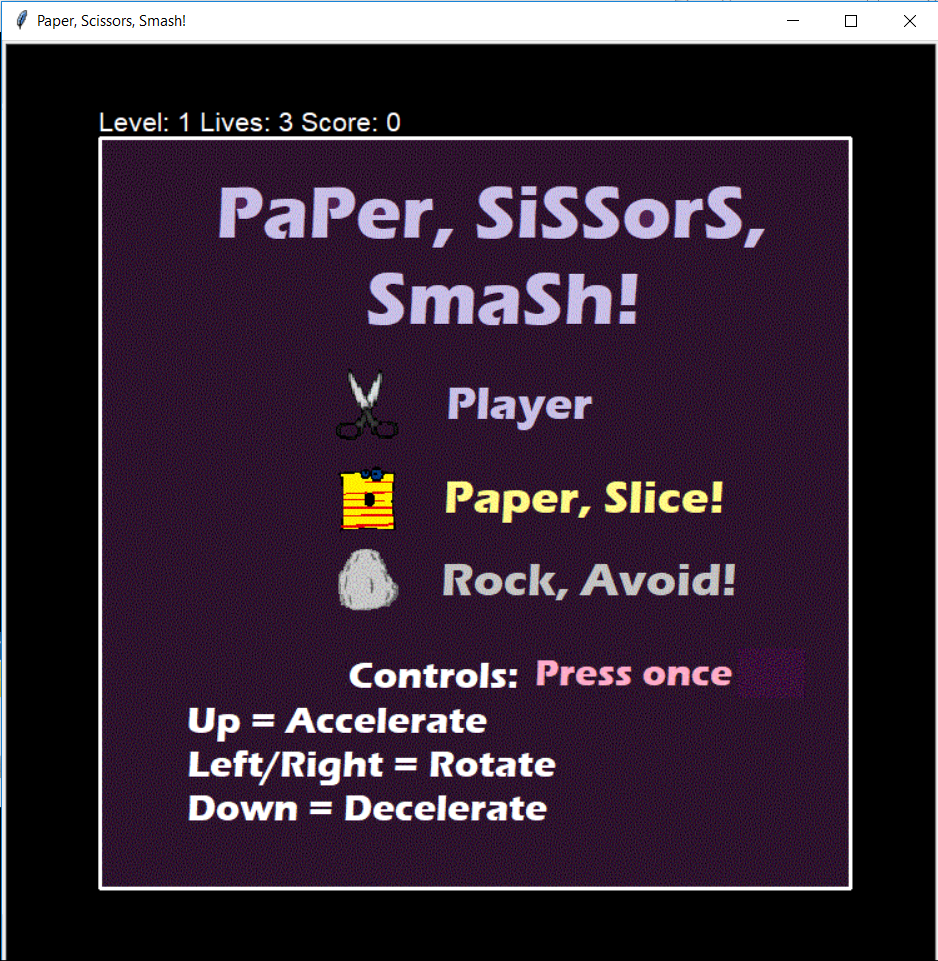 Paper, Scissors, Smash!
Level: 1 Lives: 3 Score: 0
PaPer, SiSSorS,
SmaSh!
Player
Paper, Slice!
Rock, Avoid!
Controls: Press once
Up = Accelerate
Left/Right = Rotate
Down = Decelerate